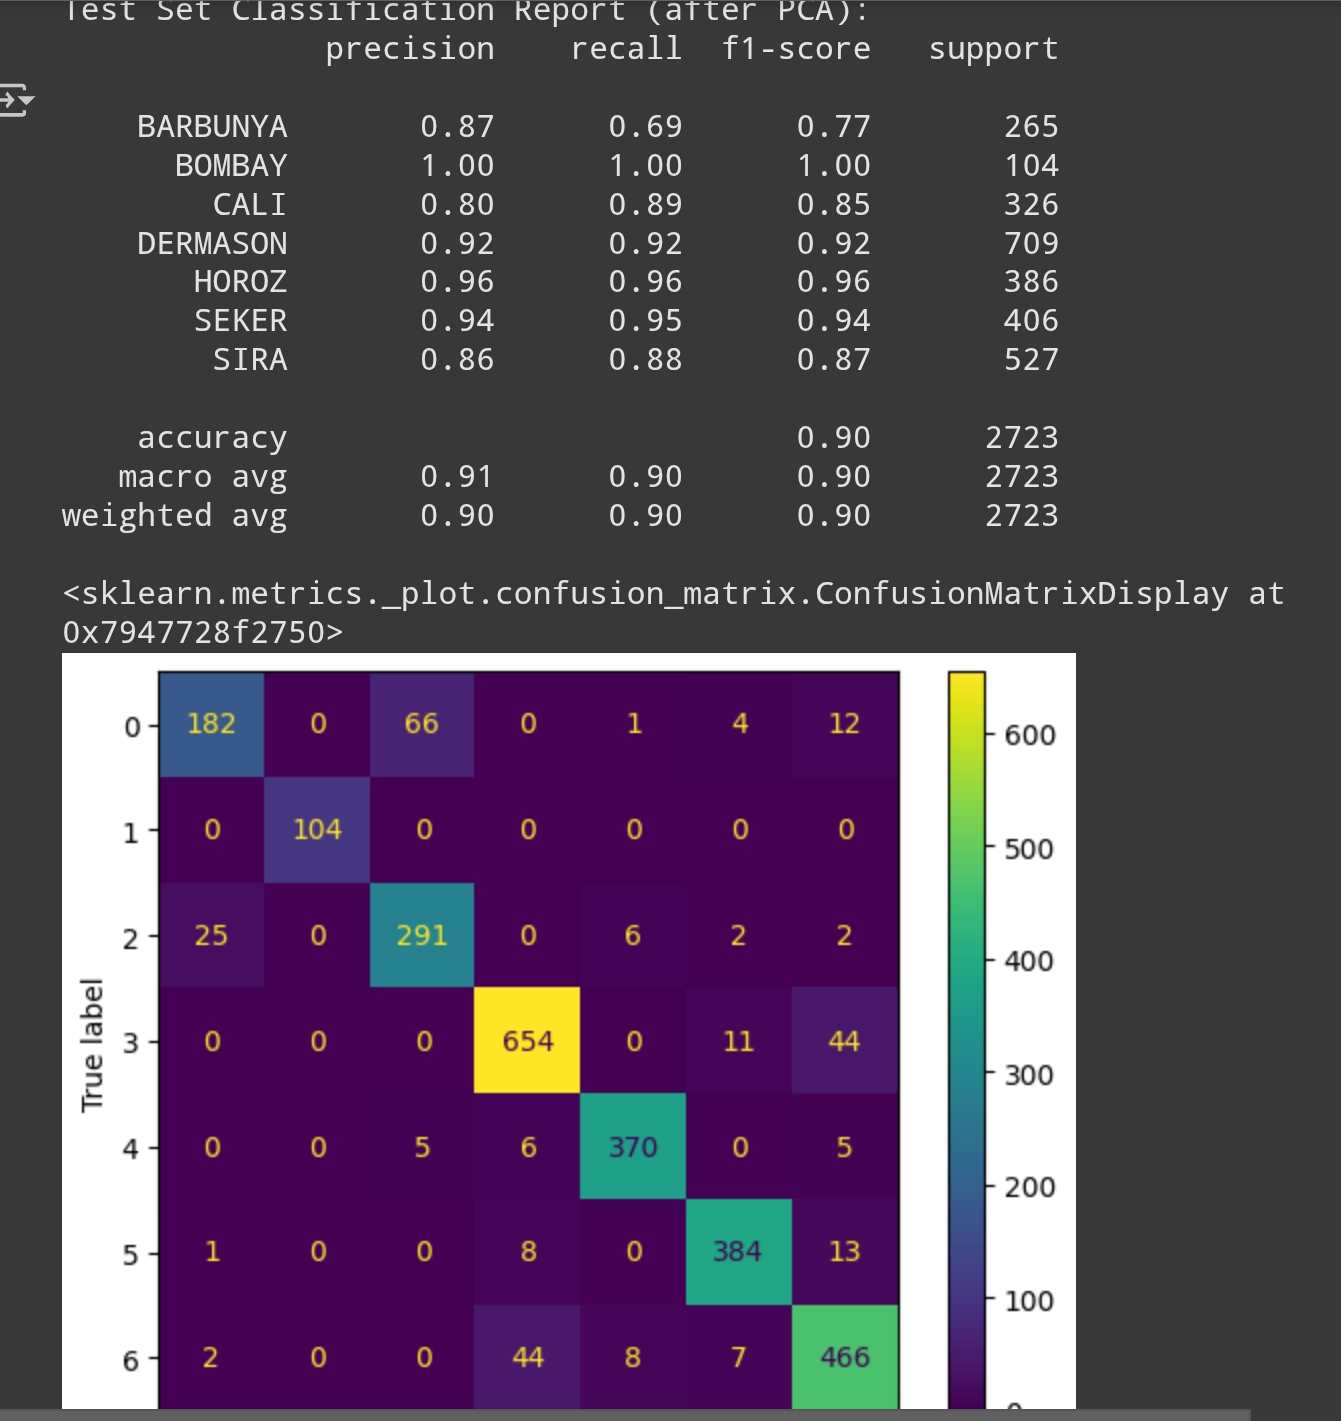 Test Set Classification Report (after PCA):
precision recall f1-score support
BARBUNYA 0.87 0.69 0.77 265
BOMBAY 1.00 1.00 1.00 104
CALI 0.80 0.89 0.85 326
DERMASON 0.92 0.92 0.92 709
HOROZ 0.96 0.96 0.96 386
SEKER 0.94 0.95 0.94 406
SIRA 0.86 0.88 0.87 527
accuracy 0.90 2723
macro avg 0.91 0.90 0.90 2723
weighted avg 0.90 0.90 0.90 2723
<sklearn.metrics._plot.confusion_matrix.ConfusionMatrixDisplay at
0x7947728f2750>
0 182 0 66 0 1 4 12
1 0 104 0 0 0 0 0
2 25 0 291 0 6 2 2
3 0 0 0 654 0 11 44
4 0 0 5 6 370 0 5
5 1 0 0 8 0 384 13
6 2 0 0 44 8 7 466
True label
600
500
400
300
200
100
0